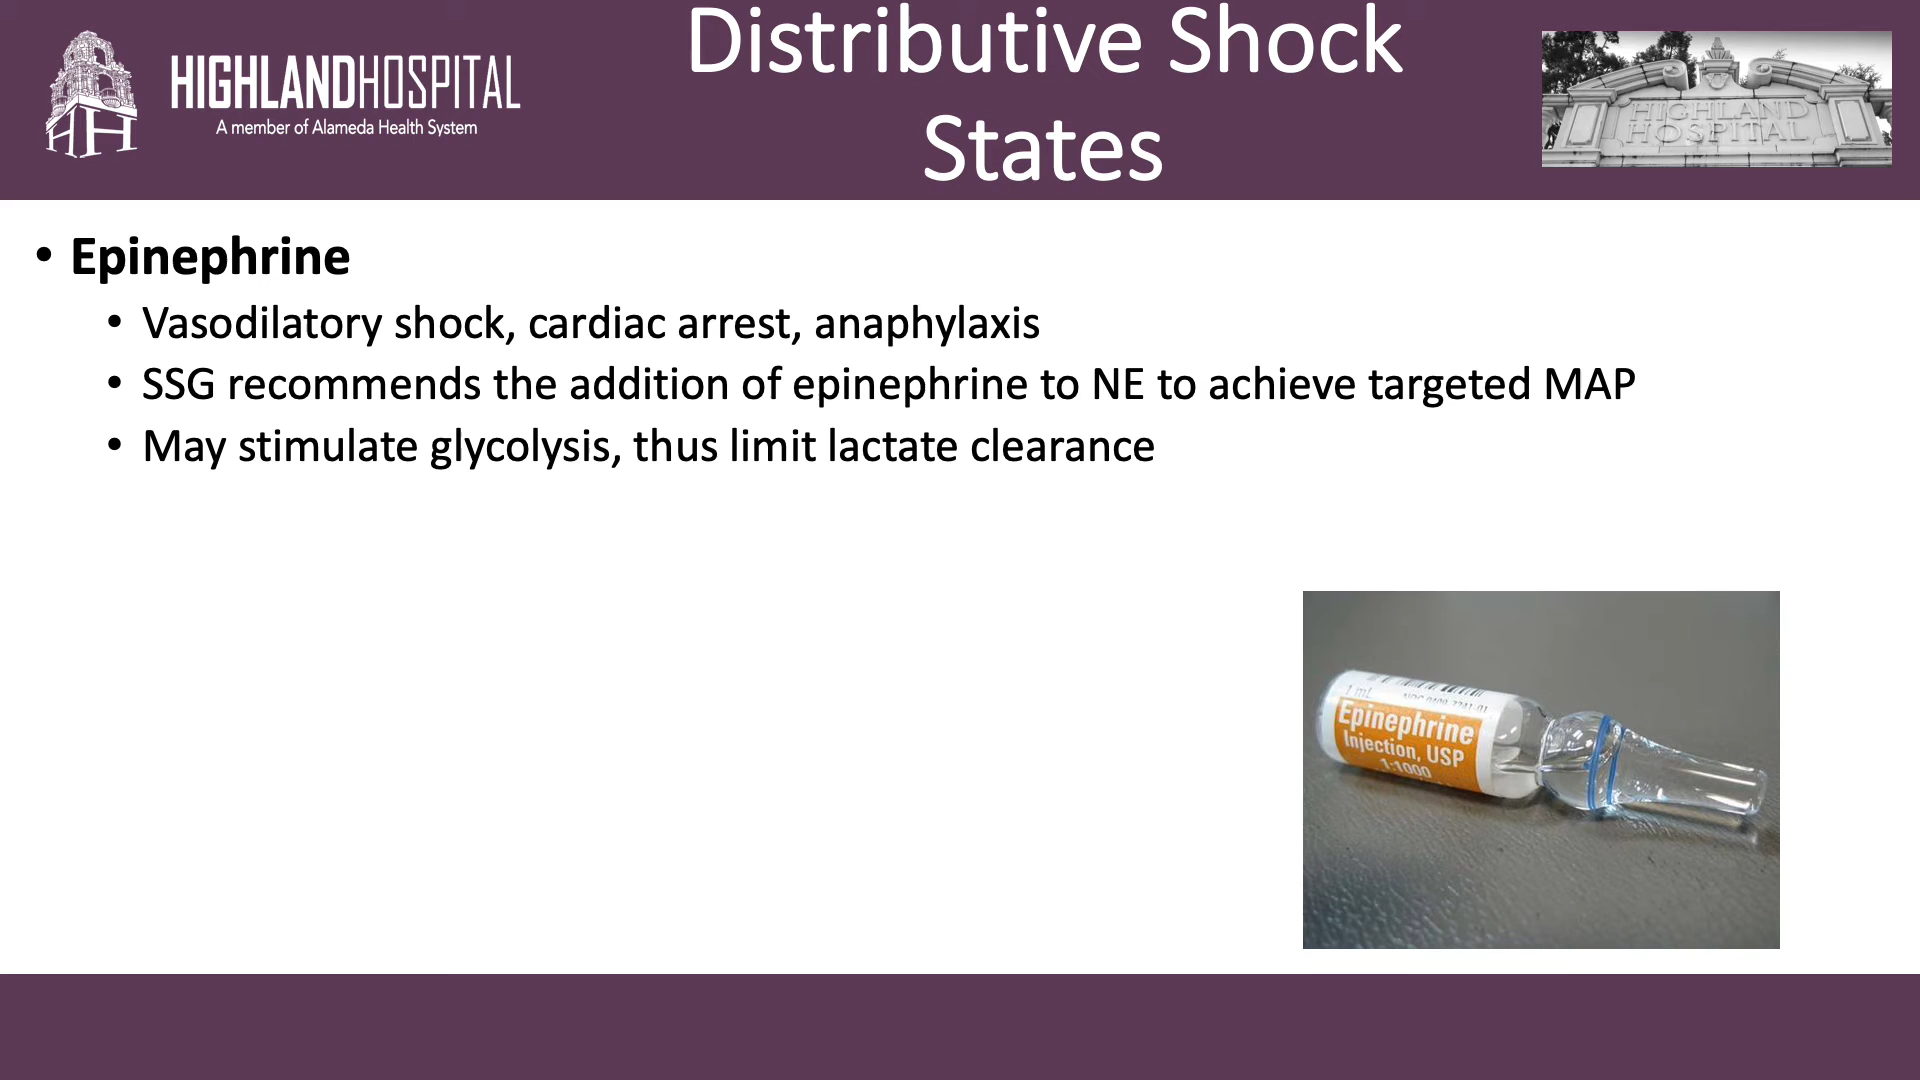 HIGHLANDHOSPITAL
A member of Alameda Health System
Distributive Shock
States
HIGHLAND
HOSPITAL
• Epinephrine
• Vasodilatory shock, cardiac arrest, anaphylaxis
• SSG recommends the addition of epinephrine to NE to achieve targeted MAP
• May stimulate glycolysis, thus limit lactate clearance
1 mL
Epinephrine
Injection, USP
1:1000